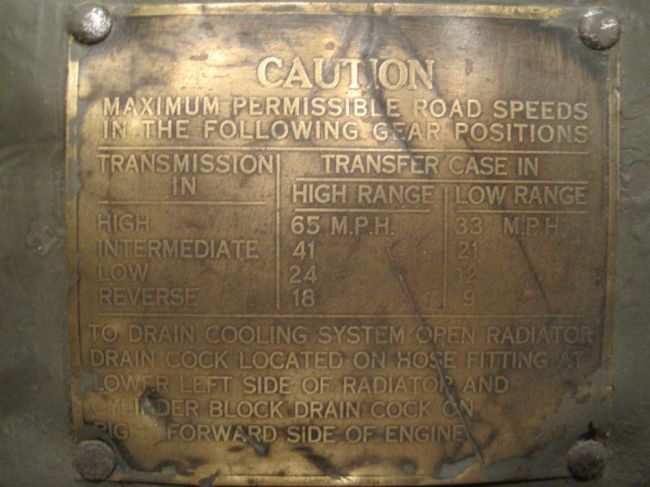 CAUTION
MAXIMUM PERMISSIBLE ROAD SPEEDS
IN THE FOLLOWING GEAR POSITIONS
TRANSMISSION IN TRANSFER CASE IN
HIGH RANGE LOW RANGE
HIGH 65 M.P.H. 33 M.P.H.
INTERMEDIATE 41 21
LOW 24 12
REVERSE 18 9
TO DRAIN COOLING SYSTEM OPEN RADIATOR
DRAIN COCK LOCATED ON HOSE FITTING AT
LOWER LEFT SIDE OF RADIATOR AND
CYLINDER BLOCK DRAIN COCK ON
RIGHT FORWARD SIDE OF ENGINE